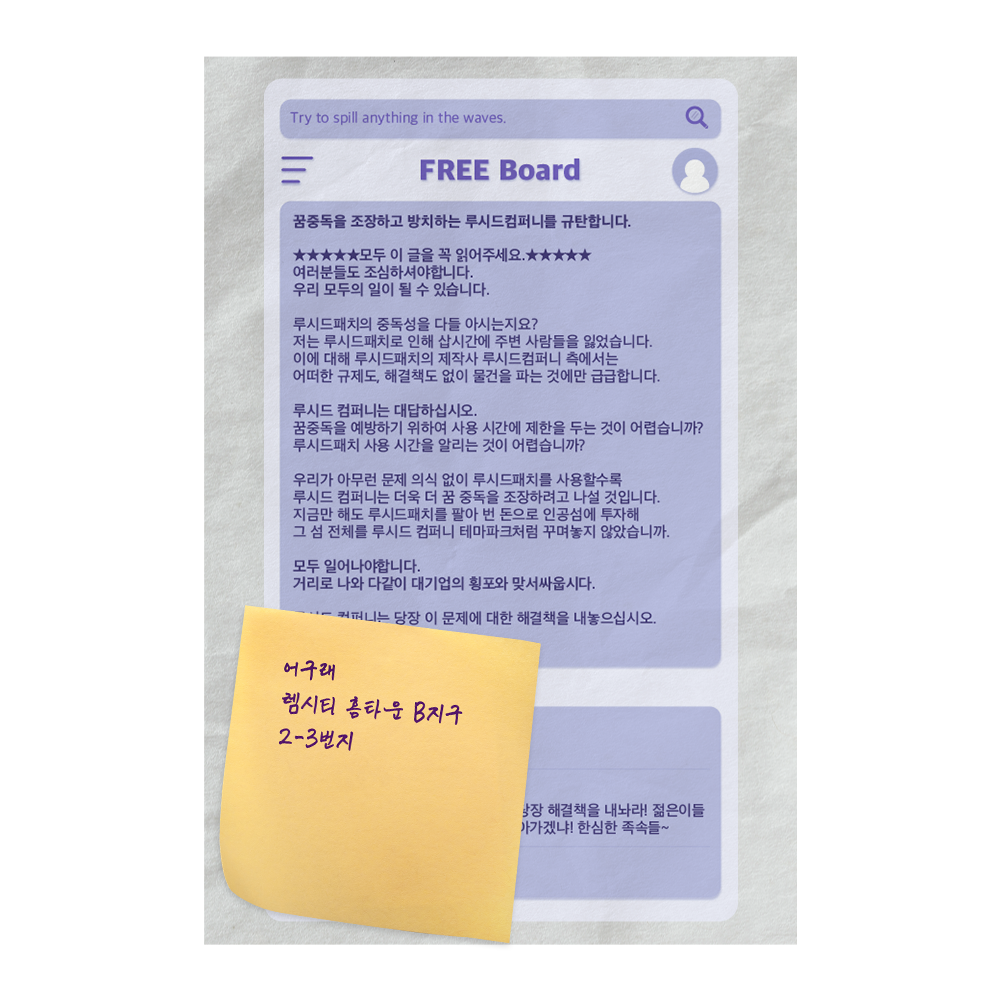 Try to spill anything in the waves.
FREE Board
꿈중독을 조장하고 방치하는 루시드컴퍼니를 규탄합니다.
★★★★★모두 이 글을 꼭 읽어주세요.★★★★★
여러분들도 조심하셔야합니다.
우리 모두의 일이 될 수 있습니다.
루시드패치의 중독성을 다들 아시는지요?
저는 루시드패치로 인해 삽시간에 주변 사람들을 잃었습니다.
이에 대해 루시드패치의 제작사 루시드컴퍼니 측에서는
어떠한 규제도, 해결책도 없이 물건을 파는 것에만 급급합니다.
루시드 컴퍼니는 대답하십시오.
꿈중독을 예방하기 위하여 사용 시간에 제한을 두는 것이 어렵습니까?
루시드패치 사용 시간을 알리는 것이 어렵습니까?
우리가 아무런 문제 의식 없이 루시드패치를 사용할수록
루시드 컴퍼니는 더욱 더 꿈 중독을 조장하려고 나설 것입니다.
지금만 해도 루시드패치를 팔아 번 돈으로 인공섬에 투자해
그 섬 전체를 루시드 컴퍼니 테마파크처럼 꾸며놓지 않았습니까.
모두 일어나야합니다.
거리로 나와 다같이 대기업의 횡포와 맞서싸웁시다.
컴퍼니는 당장 이 문제에 대한 해결책을 내놓으십시오.
어구래
렘시티 홈타운 B지구
2-3번지
당장 해결책을 내놔라! 젊은이들
한심한 족속들~